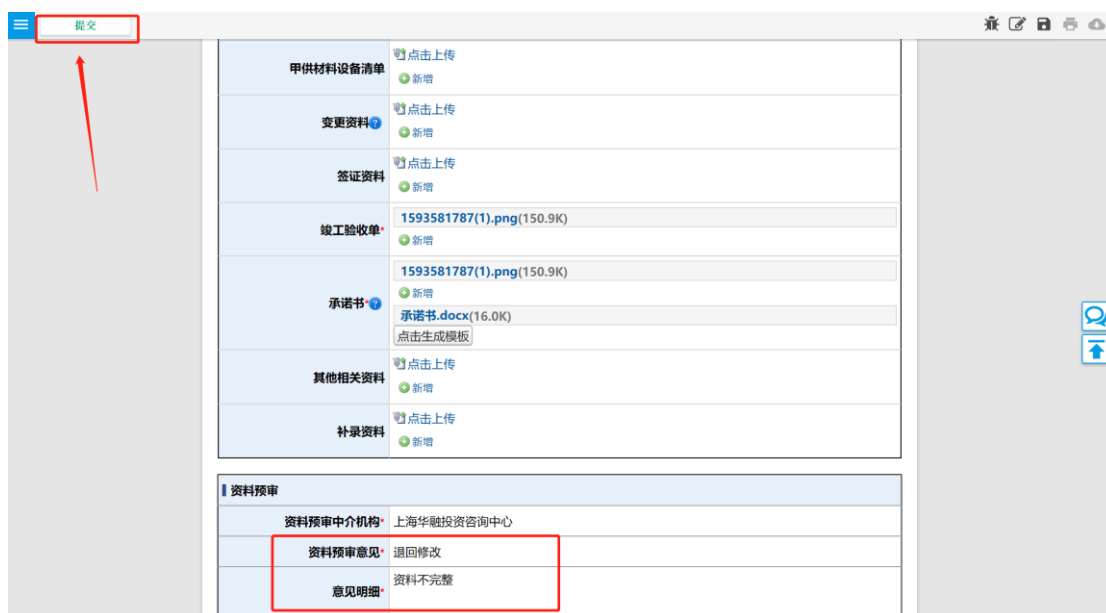 提交
甲供材料设备清单
点击上传
新增
变更资料
点击上传
新增
签证资料
点击上传
新增
竣工验收单*
1593581787(1).png(150.9K)
新增
承诺书*
1593581787(1).png(150.9K)
新增
承诺书.docx(16.0K)
点击生成模板
其他相关资料
点击上传
新增
补录资料
点击上传
新增
资料预审
资料预审中介机构* 上海华融投资咨询中心
资料预审意见* 退回修改
意见明细* 资料不完整